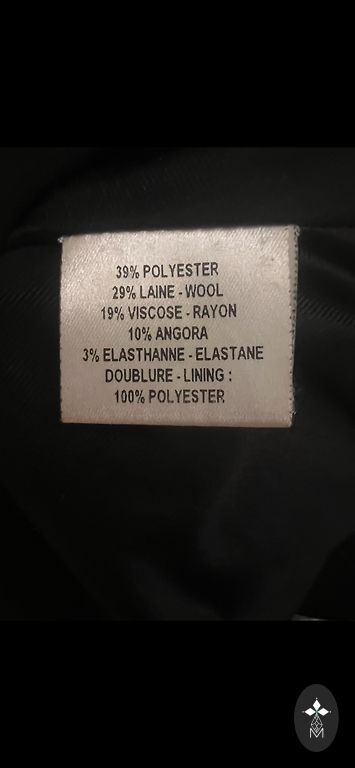 39% POLYESTER
29% LAINE - WOOL
19% VISCOSE - RAYON
10% ANGORA
3% ELASTHANNE - ELASTANE
DOUBLURE - LINING :
100% POLYESTER
M